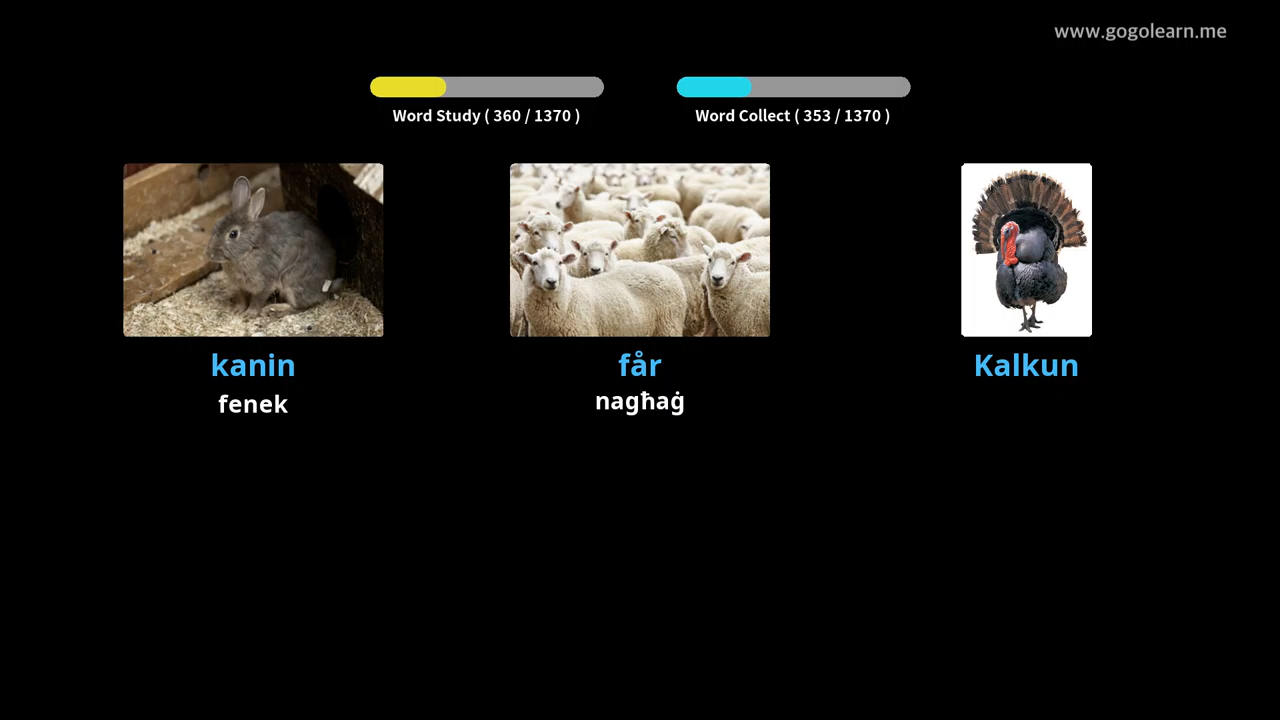 www.gogolearn.me
Word Study ( 360 / 1370 )
Word Collect ( 353 / 1370 )
kanin
får
Kalkun
fenek
nagħaġ